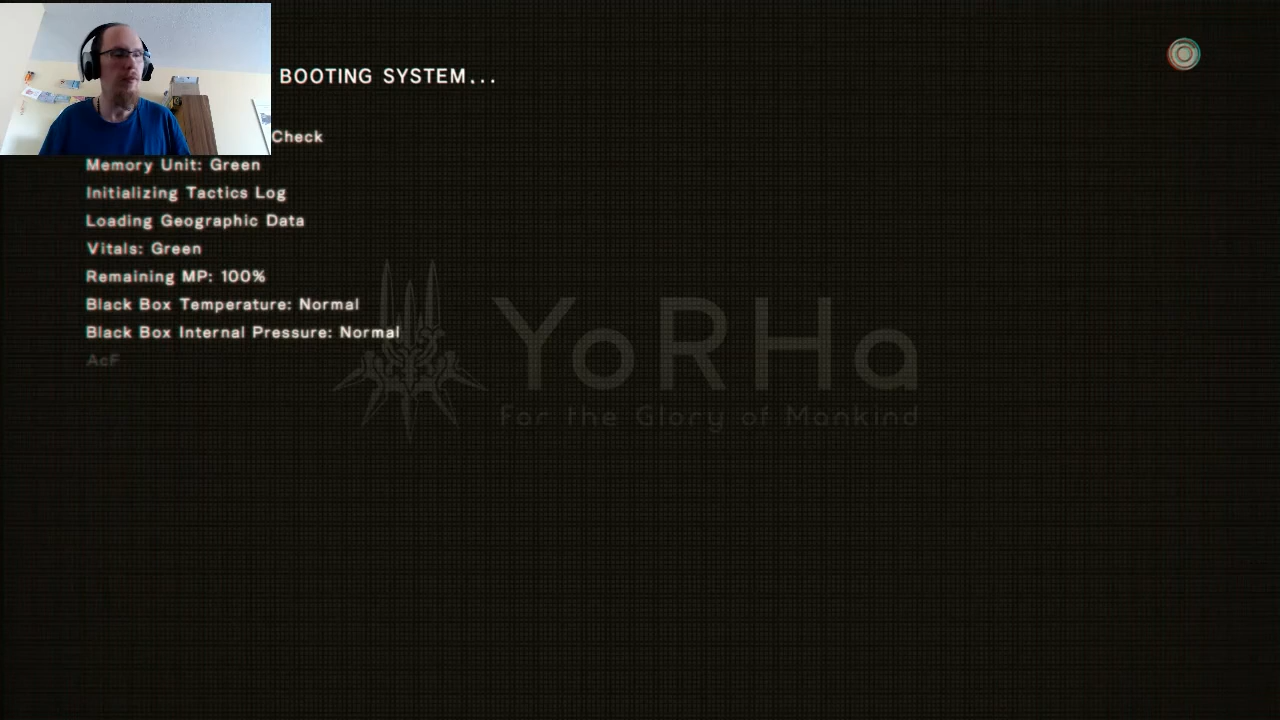 BOOTING SYSTEM...
Check
Memory Unit: Green
Initializing Tactics Log
Loading Geographic Data
Vitals: Green
Remaining MP: 100%
Black Box Temperature: Normal
Black Box Internal Pressure: Normal
AcF
YoRHa
For the Glory of Mankind